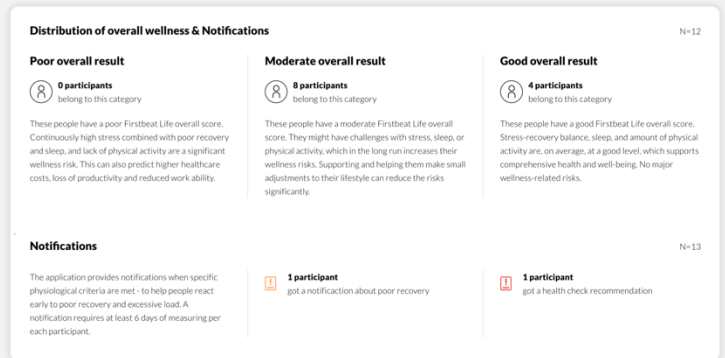 Distribution of overall wellness & Notifications
N=12
Poor overall result
0 participants
belong to this category
These people have a poor Firstbeat Life overall score.
Continuously high stress combined with poor recovery
and sleep, and lack of physical activity are a significant
wellness risk. This can also predict higher healthcare
costs, loss of productivity and reduced work ability.
Moderate overall result
8 participants
belong to this category
These people have a moderate Firstbeat Life overall
score. They might have challenges with stress, sleep, or
physical activity, which in the long run increases their
wellness risks. Supporting and helping them make small
adjustments to their lifestyle can reduce the risks
significantly.
Good overall result
4 participants
belong to this category
These people have a good Firstbeat Life overall score.
Stress-recovery balance, sleep, and amount of physical
activity are, on average, at a good level, which supports
comprehensive health and well-being. No major
wellness-related risks.
Notifications
N=13
The application provides notifications when specific
physiological criteria are met - to help people react
early to poor recovery and excessive load. A
notification requires at least 6 days of measuring per
each participant.
1 participant
got a notificaction about poor recovery
1 participant
got a health check recommendation